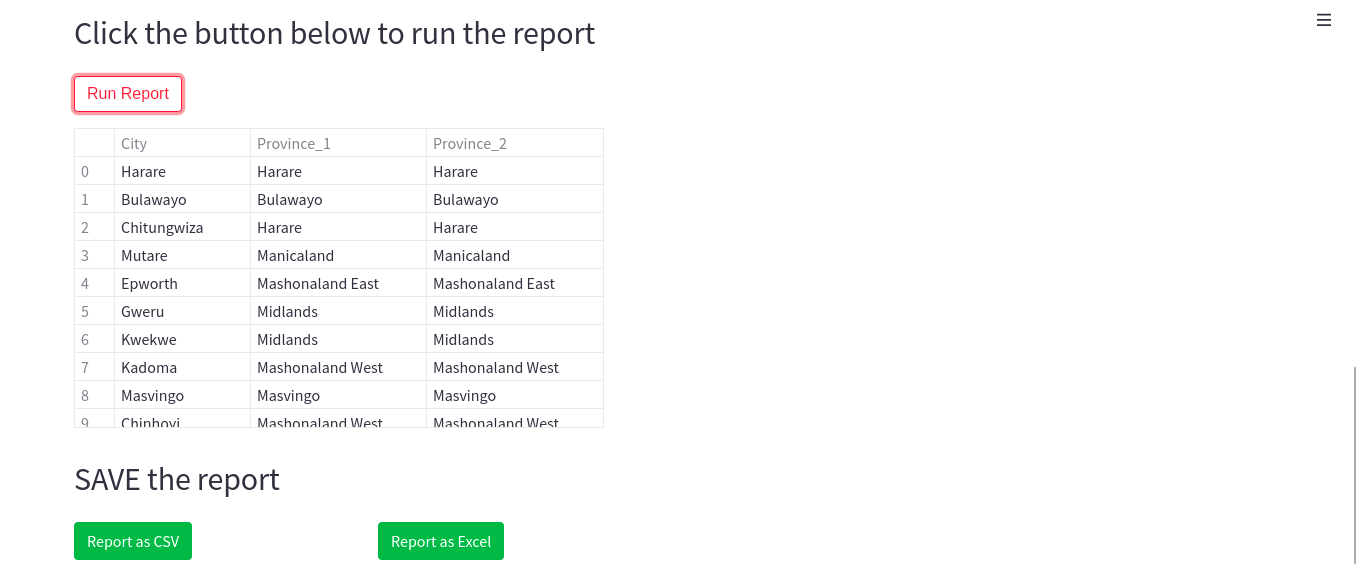 Click the button below to run the report
Run Report
City Province_1 Province_2
0 Harare Harare Harare
1 Bulawayo Bulawayo Bulawayo
2 Chitungwiza Harare Harare
3 Mutare Manicaland Manicaland
4 Epworth Mashonaland East Mashonaland East
5 Gweru Midlands Midlands
6 Kwekwe Midlands Midlands
7 Kadoma Mashonaland West Mashonaland West
8 Masvingo Masvingo Masvingo
9 Chinhoyi Mashonaland West Mashonaland West
SAVE the report
Report as CSV Report as Excel